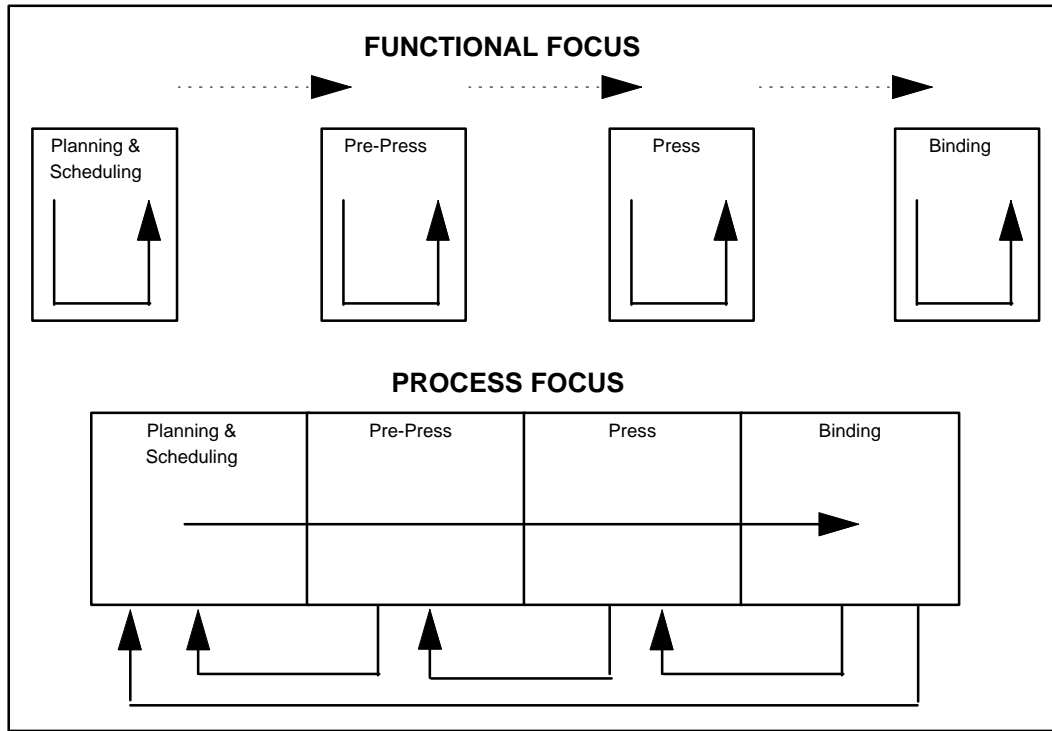 FUNCTIONAL FOCUS
Planning &
Scheduling
Pre-Press
Press
Binding
PROCESS FOCUS
Planning &
Scheduling
Pre-Press
Press
Binding